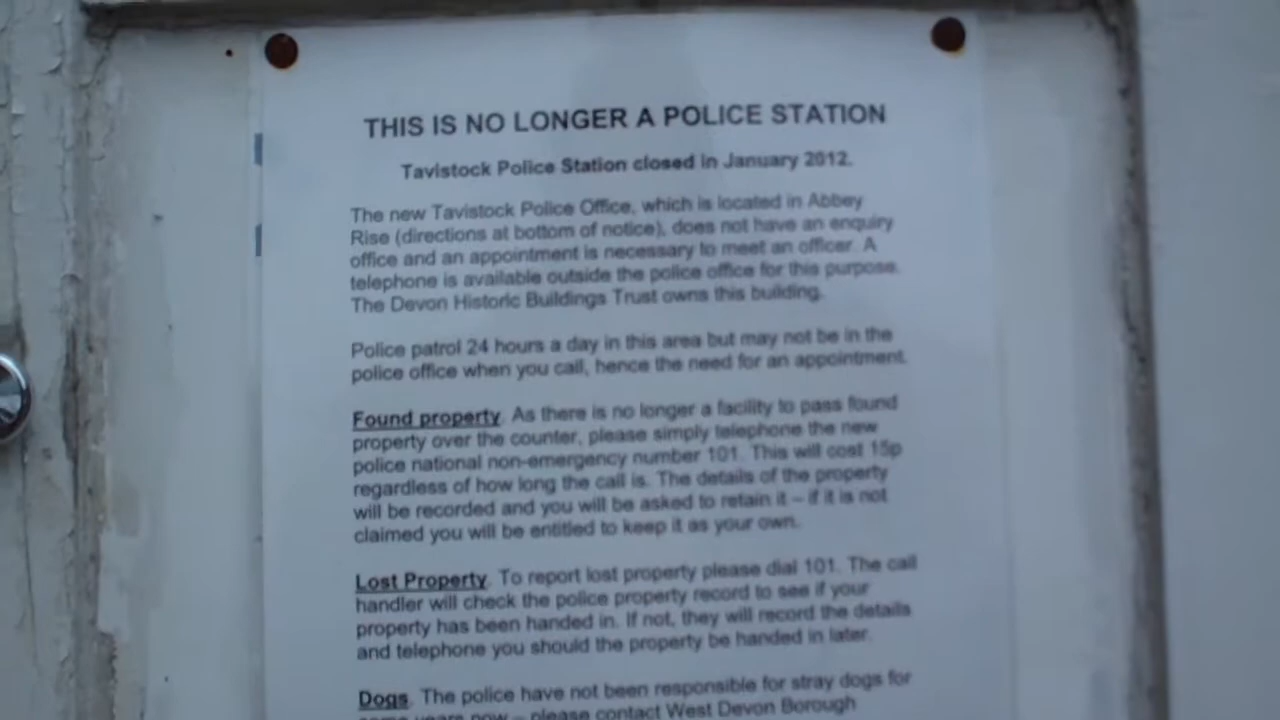 THIS IS NO LONGER A POLICE STATION
Tavistock Police Station closed in January 2012.
The new Tavistock Police Office, which is located in Abbey
Rise (directions at bottom of notice), does not have an enquiry
office and an appointment is necessary to meet an officer. A
telephone is available outside the police office for this purpose.
The Devon Historic Buildings Trust owns this building.
Police patrol 24 hours a day in this area but may not be in the
police office when you call, hence the need for an appointment.
Found property. As there is no longer a facility to pass found
property over the counter, please simply telephone the new
police national non-emergency number 101. This will cost 15p
regardless of how long the call is. The details of the property
will be recorded and you will be asked to retain it – if it is not
claimed you will be entitled to keep it as your own.
Lost Property. To report lost property please dial 101. The call
handler will check the police property record to see if your
property has been handed in. If not, they will record the details
and telephone you should the property be handed in later.
Dogs. The police have not been responsible for stray dogs for
some years now – please contact West Devon Borough